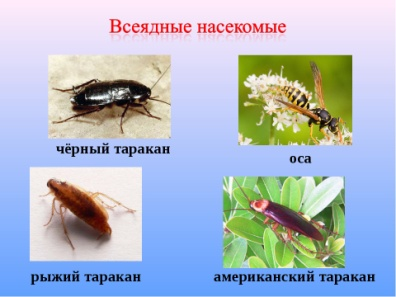 Всеядные насекомые
чёрный таракан
оса
рыжий таракан
американский таракан